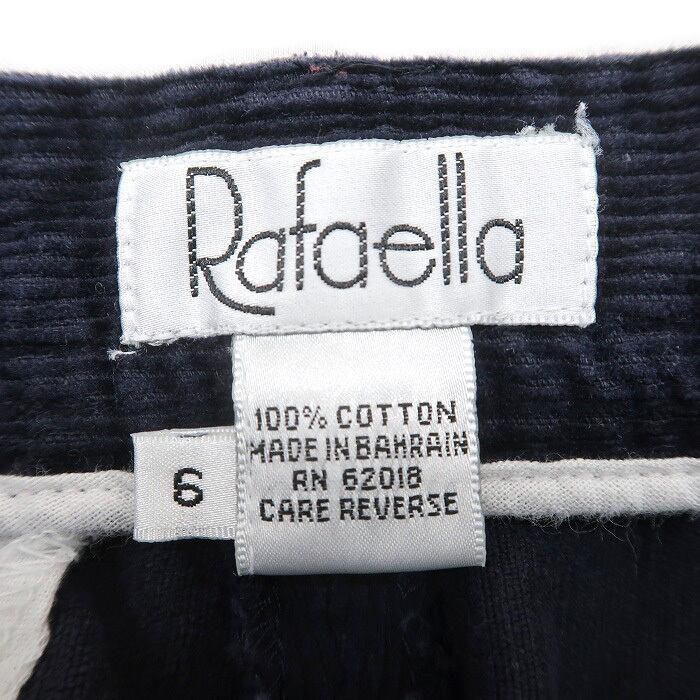 Rafaella
100% COTTON
MADE IN BAHRAIN
RN 62018
CARE REVERSE
6